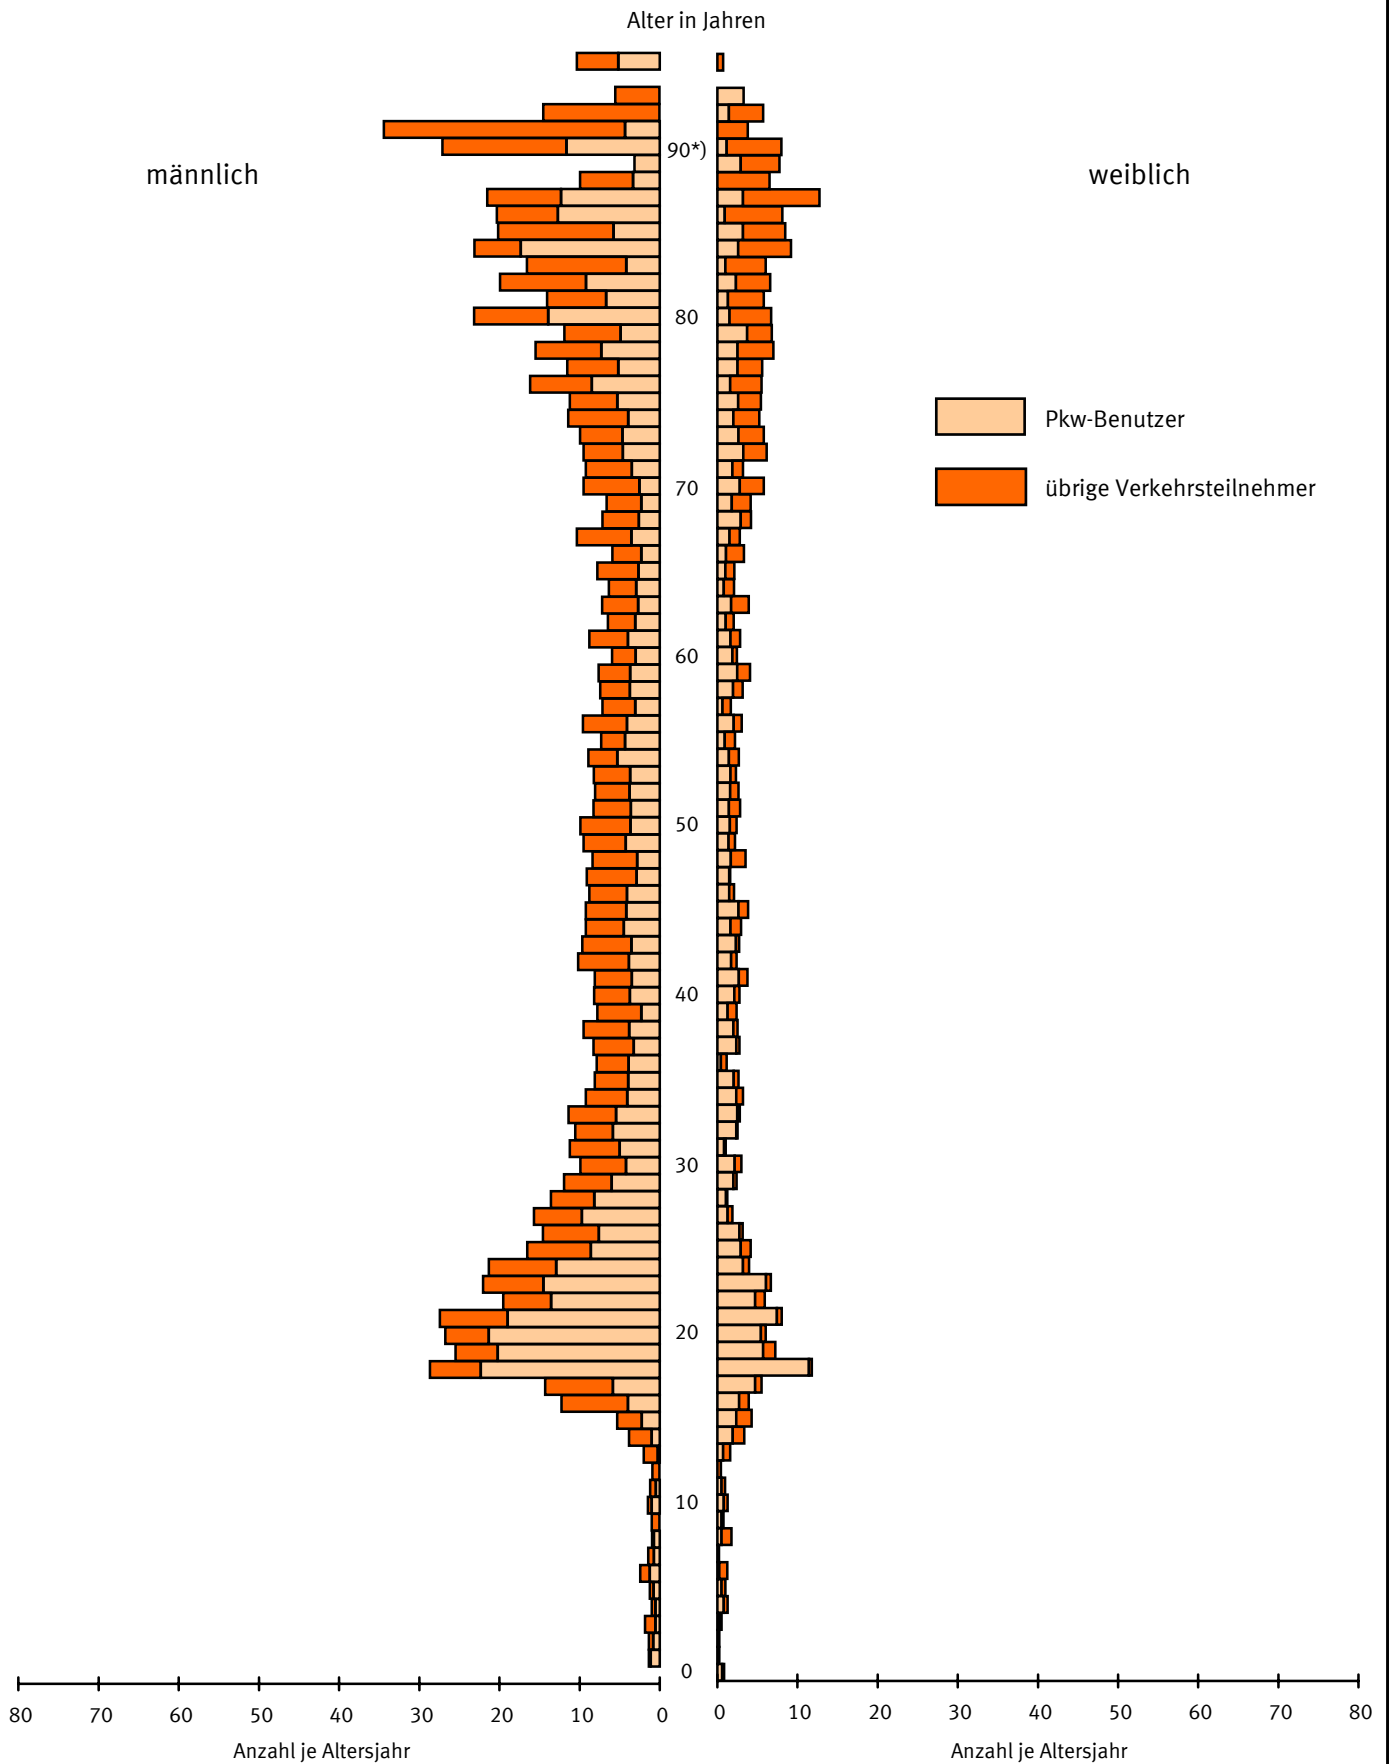 Alter in Jahren
männlich
weiblich
90*)
80
70
60
50
40
30
20
10
0
Pkw-Benutzer
übrige Verkehrsteilnehmer
80 70 60 50 40 30 20 10 0
0 10 20 30 40 50 60 70 80
Anzahl je Altersjahr
Anzahl je Altersjahr